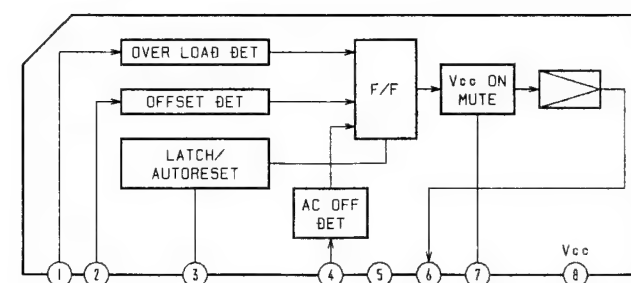 OVER LOAD DET
OFFSET DET
F/F
Vcc ON
MUTE
LATCH/
AUTORESET
AC OFF
DET
Vcc
1 2 3 4 5 6 7 8